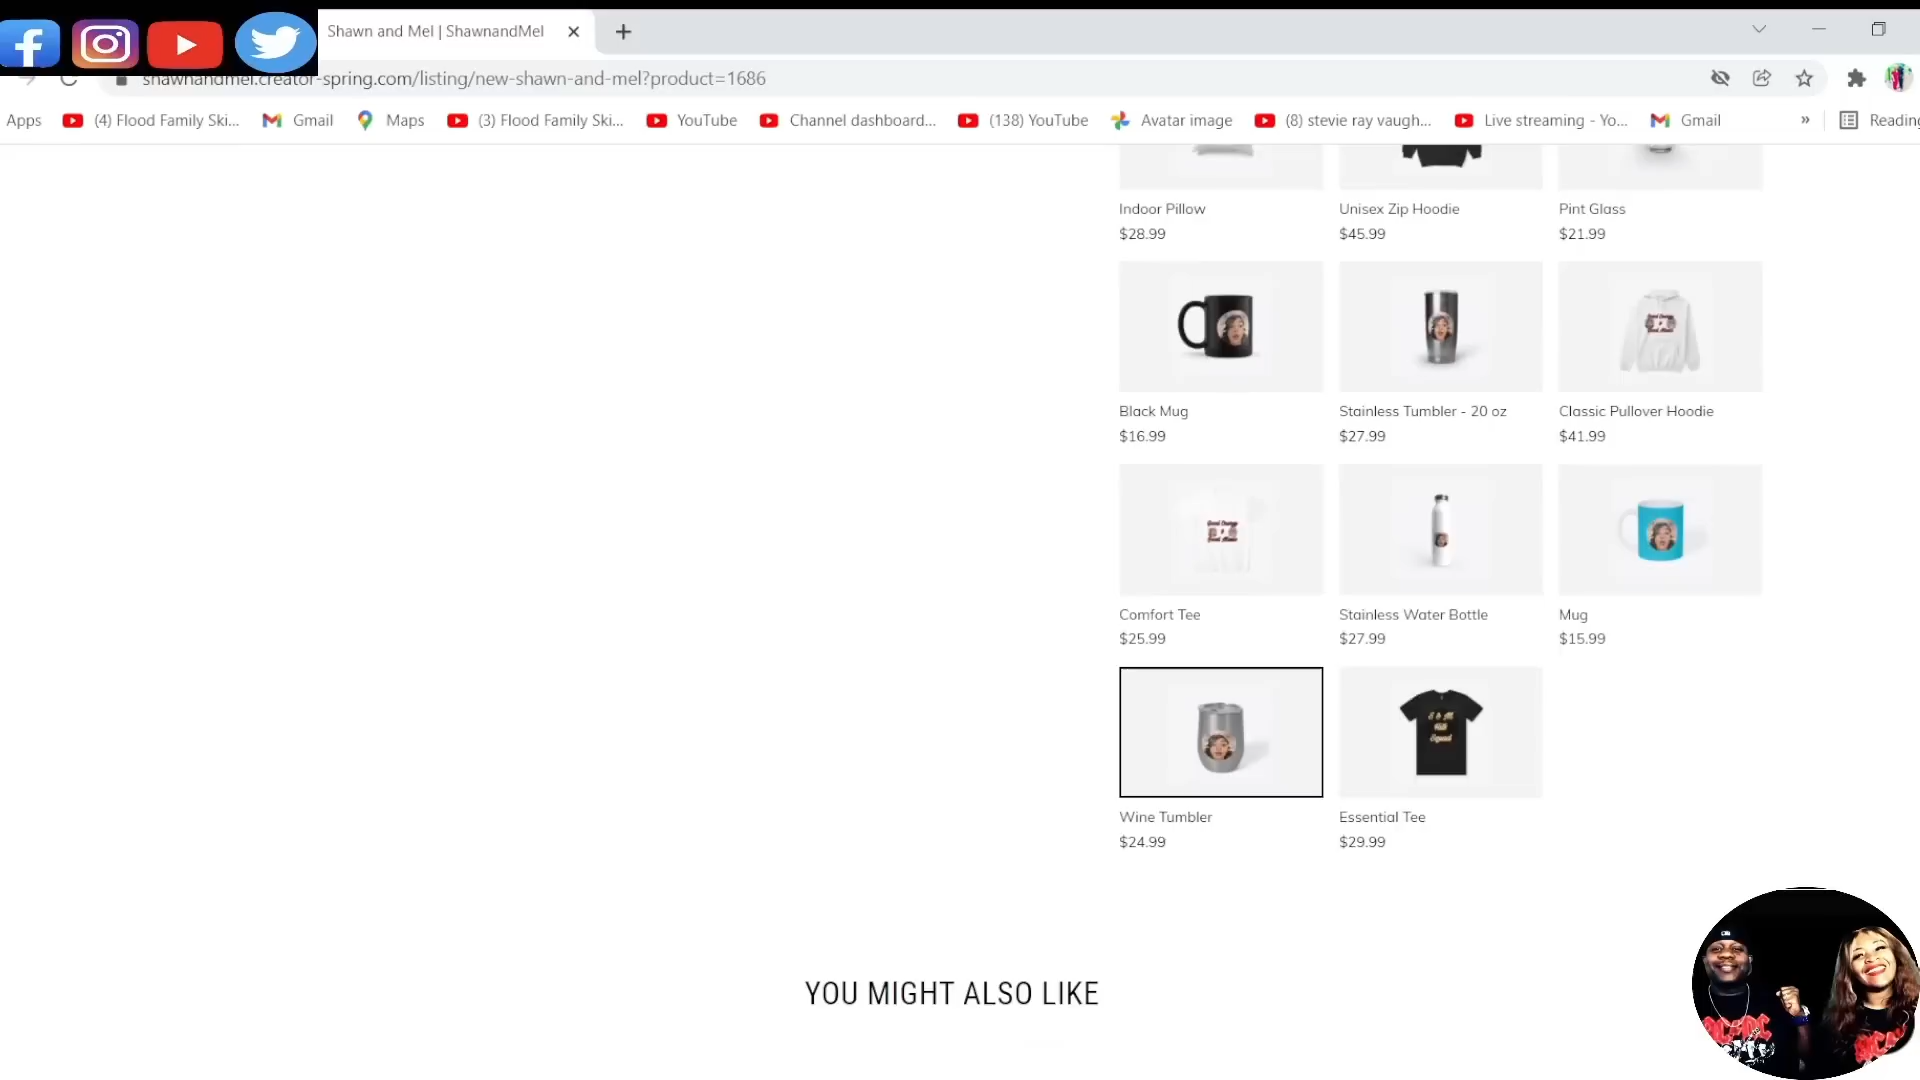 Shawn and Mel | ShawnandMel
shawnandmel.creator-spring.com/listing/new-shawn-and-mel?product=1686
Apps
(4) Flood Family Ski...
Gmail
Maps
(3) Flood Family Ski...
YouTube
Channel dashboard...
(138) YouTube
Avatar image
(8) stevie ray vaugh...
Live streaming - Yo...
Gmail
»
Reading
Indoor Pillow
$28.99
Unisex Zip Hoodie
$45.99
Pint Glass
$21.99
Black Mug
$16.99
Stainless Tumbler - 20 oz
$27.99
Classic Pullover Hoodie
$41.99
Comfort Tee
$25.99
Stainless Water Bottle
$27.99
Mug
$15.99
Wine Tumbler
$24.99
S & M
Squad
Essential Tee
$29.99
YOU MIGHT ALSO LIKE